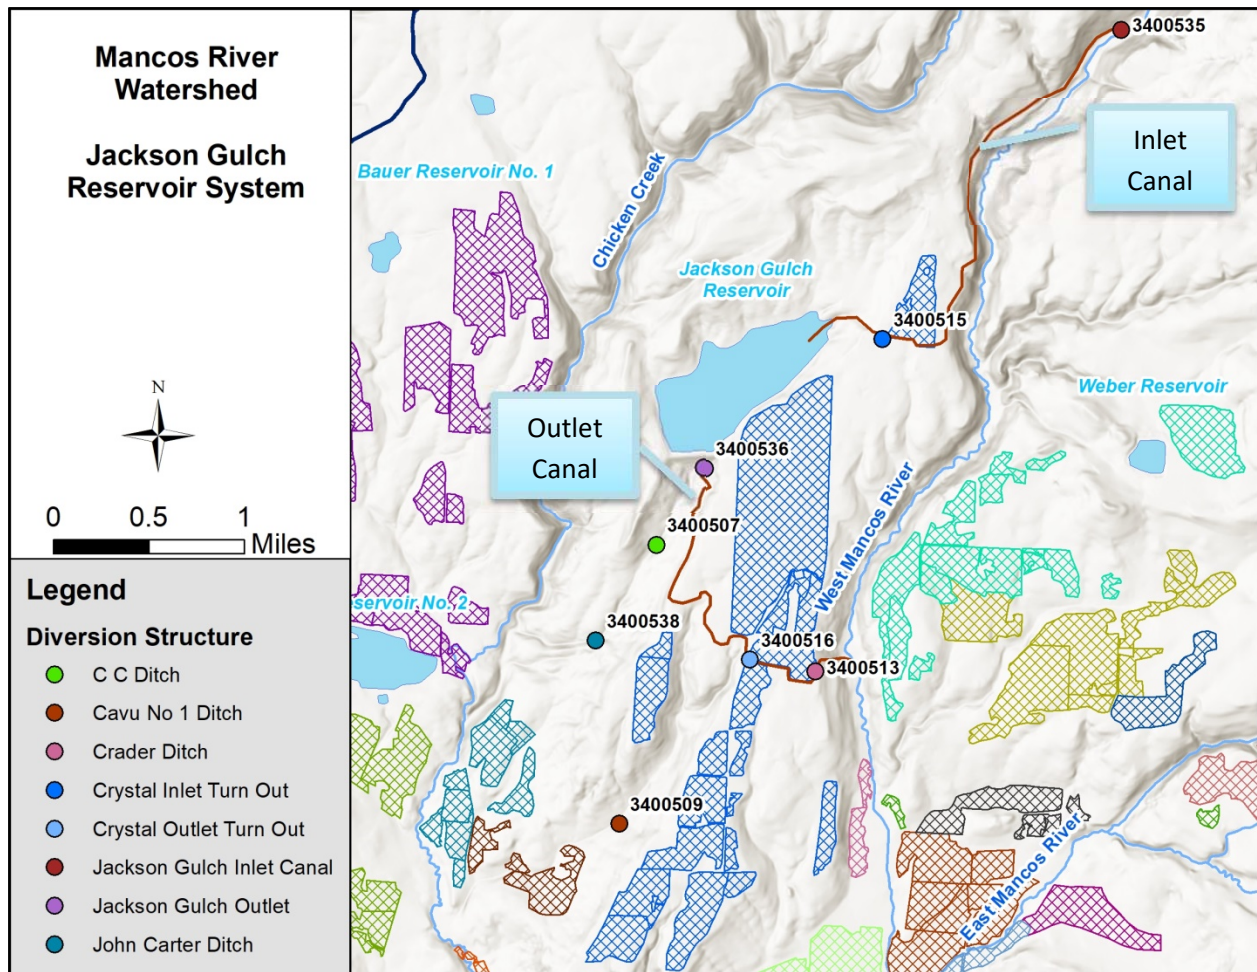 Mancos River
Watershed
Jackson Gulch
Reservoir System
N
0 0.5 1
Miles
Legend
Diversion Structure
C C Ditch
Cavu No 1 Ditch
Crader Ditch
Crystal Inlet Turn Out
Crystal Outlet Turn Out
Jackson Gulch Inlet Canal
Jackson Gulch Outlet
John Carter Ditch
3400535
Inlet
Canal
Bauer Reservoir No. 1
Chicken Creek
Jackson Gulch
Reservoir
3400515
Weber Reservoir
Outlet
Canal
3400536
3400507
West Mancos River
eservoir No. 2
3400538
3400516
3400513
3400509
East Mancos River